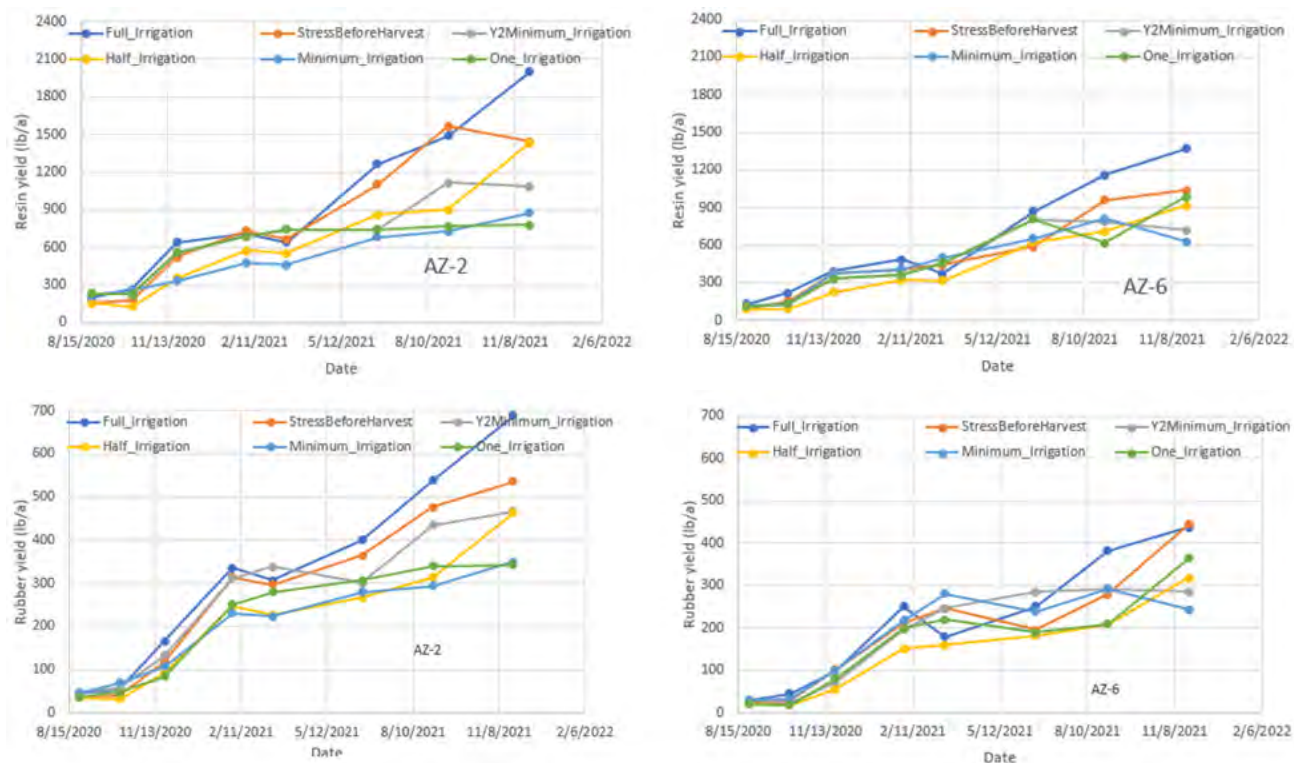 2400
Full_Irrigation StressBeforeHarvest Y2Minimum_Irrigation
2100
Half_Irrigation Minimum_Irrigation One_Irrigation
1800
1500
1200
900
600
300
0
Resin yield (lb/a)
AZ-2
8/15/2020 11/13/2020 2/11/2021 5/12/2021 8/10/2021 11/8/2021 2/6/2022
Date
2400
Full_Irrigation StressBeforeHarvest Y2Minimum_Irrigation
2100
Half_Irrigation Minimum_Irrigation One_Irrigation
1800
1500
1200
900
600
300
0
Resin yield (lb/a)
AZ-6
8/15/2020 11/13/2020 2/11/2021 5/12/2021 8/10/2021 11/8/2021 2/6/2022
Date
700
Full_Irrigation StressBeforeHarvest Y2Minimum_Irrigation
600
Half_Irrigation Minimum_Irrigation One_Irrigation
500
400
300
200
100
0
Rubber yield (lb/a)
AZ-2
8/15/2020 11/13/2020 2/11/2021 5/12/2021 8/10/2021 11/8/2021 2/6/2022
Date
700
Full_Irrigation StressBeforeHarvest Y2Minimum_Irrigation
600
Half_Irrigation Minimum_Irrigation One_Irrigation
500
400
300
200
100
0
Rubber yield (lb/a)
AZ-6
8/15/2020 11/13/2020 2/11/2021 5/12/2021 8/10/2021 11/8/2021 2/6/2022
Date